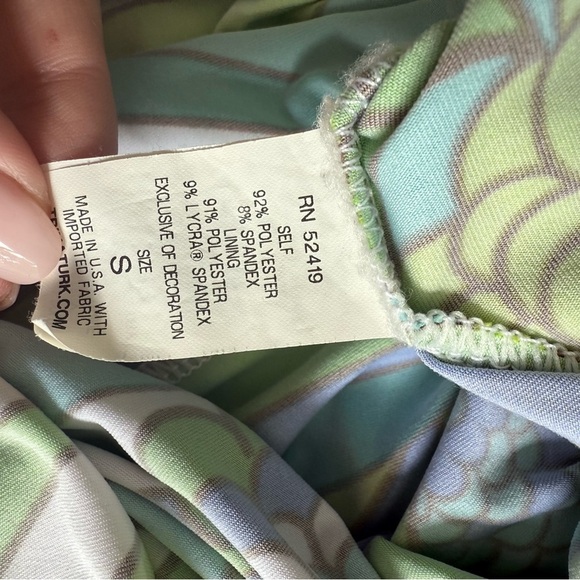 RN 52419
SELF
92% POLYESTER
8% SPANDEX
LINING
91% POLYESTER
9% LYCRA® SPANDEX
EXCLUSIVE OF DECORATION
SIZE
S
MADE IN U.S.A. WITH
IMPORTED FABRIC
TURK.COM